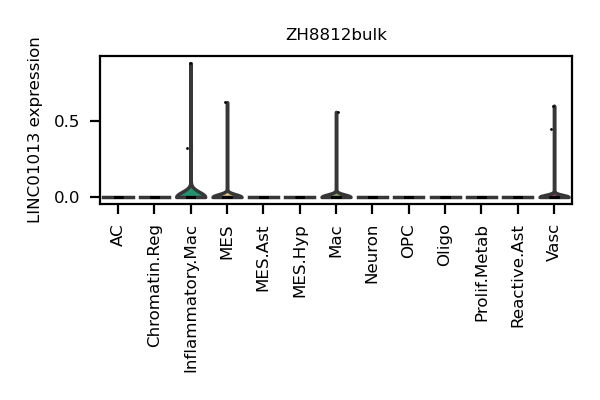 ZH8812bulk
LINC01013 expression
0.5
0.0
AC
Chromatin.Reg
Inflammatory.Mac
MES
MES.Ast
MES.Hyp
Mac
Neuron
OPC
Oligo
Prolif.Metab
Reactive.Ast
Vasc